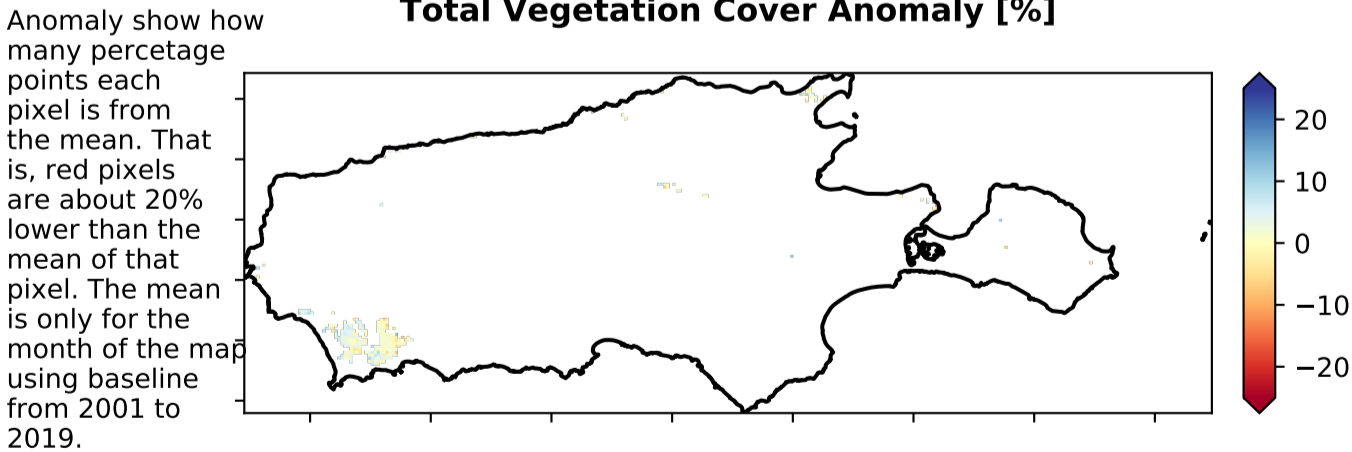 Total Vegetation Cover Anomaly [%]
Anomaly show how
many percetage
points each
pixel is from
the mean. That
is, red pixels
are about 20%
lower than the
mean of that
pixel. The mean
is only for the
month of the map
using baseline
from 2001 to
2019.
20
10
0
−10
−20